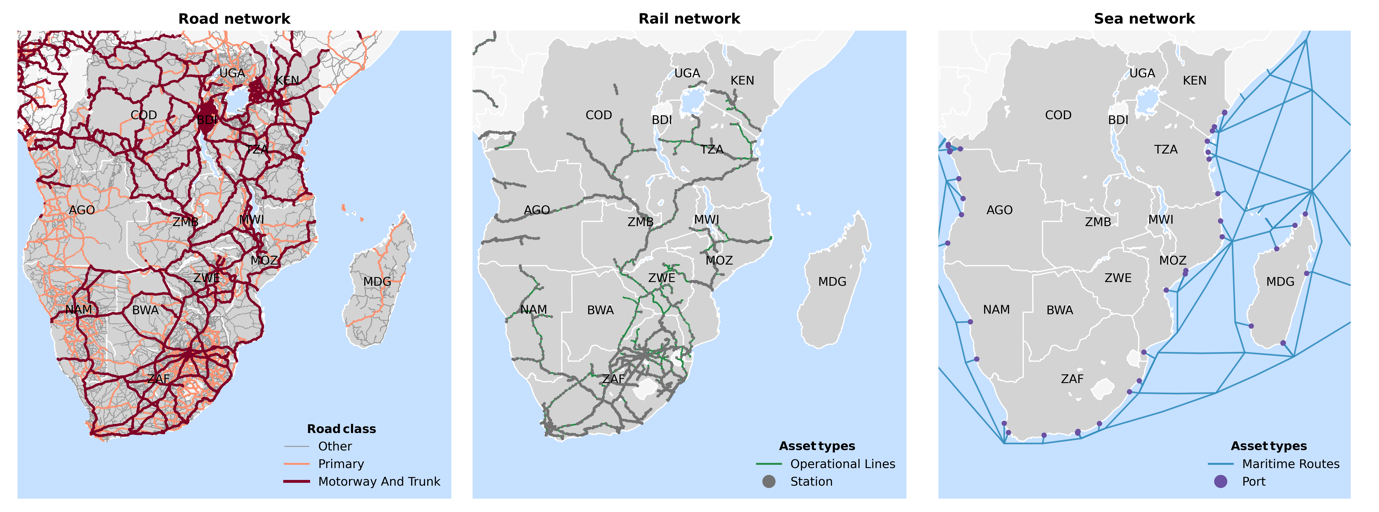 Road network
UGA
KEN
COD
BDI
TZA
AGO
ZMB
MWI
MOZ
ZWE
MDG
NAM
BWA
ZAF
Road class
Other
Primary
Motorway And Trunk
Rail network
UGA
KEN
COD
BDI
TZA
AGO
ZMB
MWI
MOZ
ZWE
MDG
NAM
BWA
ZAF
Asset types
Operational Lines
Station
Sea network
UGA
KEN
COD
BDI
TZA
AGO
ZMB
MWI
MOZ
ZWE
MDG
NAM
BWA
ZAF
Asset types
Maritime Routes
Port